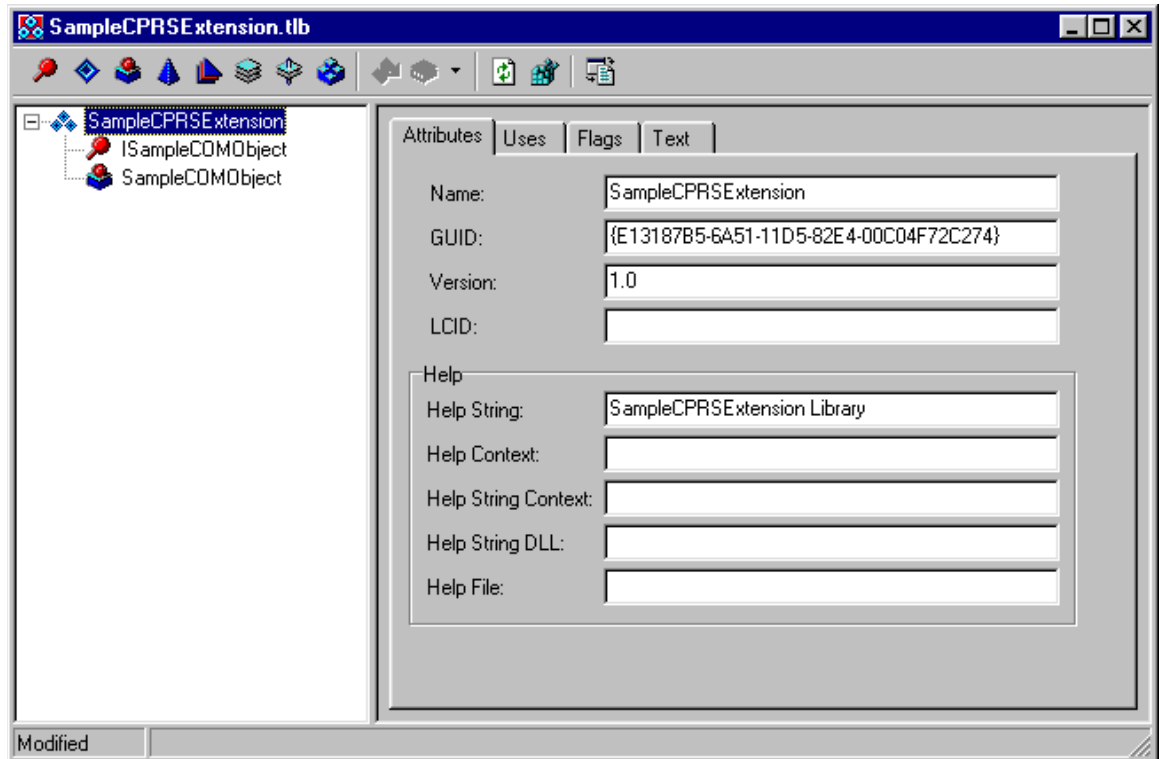 SampleCPRSExtension.tlb
SampleCPRSExtension
ISampleCOMObject
SampleCOMObject
Attributes Uses Flags Text
Name: SampleCPRSExtension
GUID: {E13187B5-6A51-11D5-82E4-00C04F72C274}
Version: 1.0
LCID:
Help
Help String: SampleCPRSExtension Library
Help Context:
Help String Context:
Help String DLL:
Help File:
Modified